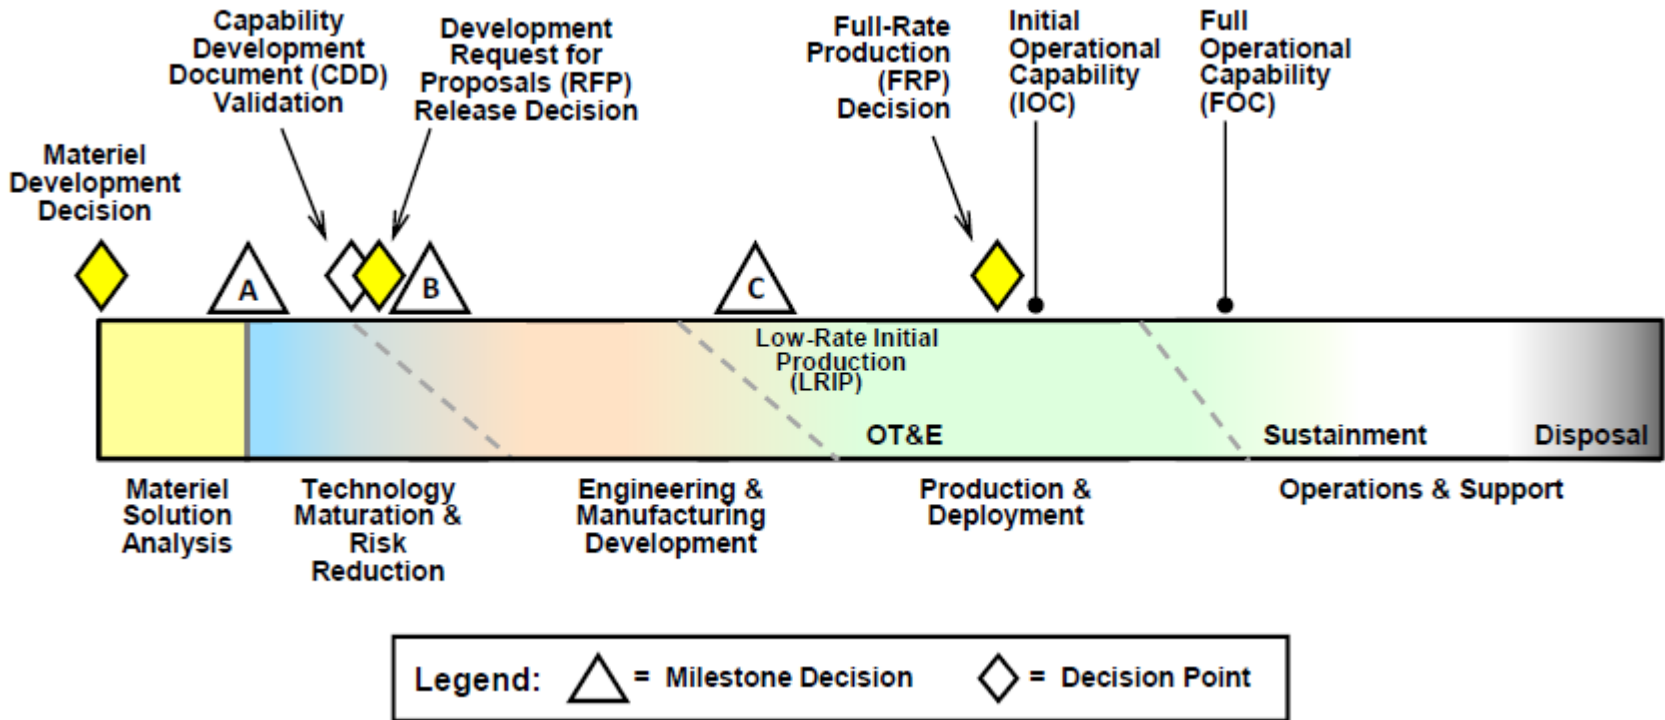 Capability
Development
Document (CDD)
Validation
Development
Request for
Proposals (RFP)
Release Decision
Full-Rate
Production
(FRP)
Decision
Initial
Operational
Capability
(IOC)
Full
Operational
Capability
(FOC)
Materiel
Development
Decision
A
B
C
Low-Rate Initial
Production
(LRIP)
OT&E
Sustainment
Disposal
Materiel
Solution
Analysis
Technology
Maturation &
Risk
Reduction
Engineering &
Manufacturing
Development
Production &
Deployment
Operations & Support
Legend: = Milestone Decision = Decision Point